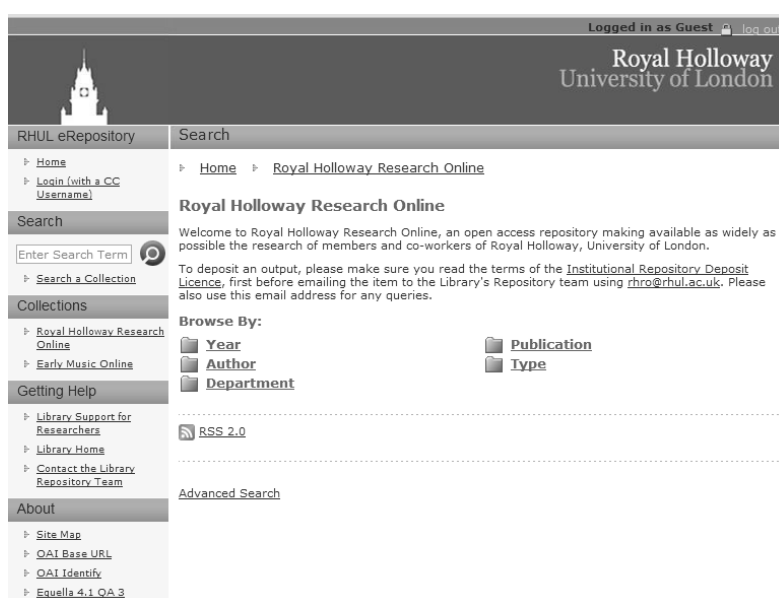 Logged in as Guest log out
Royal Holloway
University of London
RHUL eRepository
Home
Login (with a CC
Username)
Search
Enter Search Term
Search a Collection
Collections
Royal Holloway Research
Online
Early Music Online
Getting Help
Library Support for
Researchers
Library Home
Contact the Library
Repository Team
About
Site Map
OAI Base URL
OAI Identify
Equella 4.1 QA 3
Search
Home Royal Holloway Research Online
Royal Holloway Research Online
Welcome to Royal Holloway Research Online, an open access repository making available as widely as
possible the research of members and co-workers of Royal Holloway, University of London.
To deposit an output, please make sure you read the terms of the Institutional Repository Deposit
Licence, first before emailing the item to the Library's Repository team using rhro@rhul.ac.uk. Please
also use this email address for any queries.
Browse By:
Year
Author
Department
Publication
Type
RSS 2.0
Advanced Search